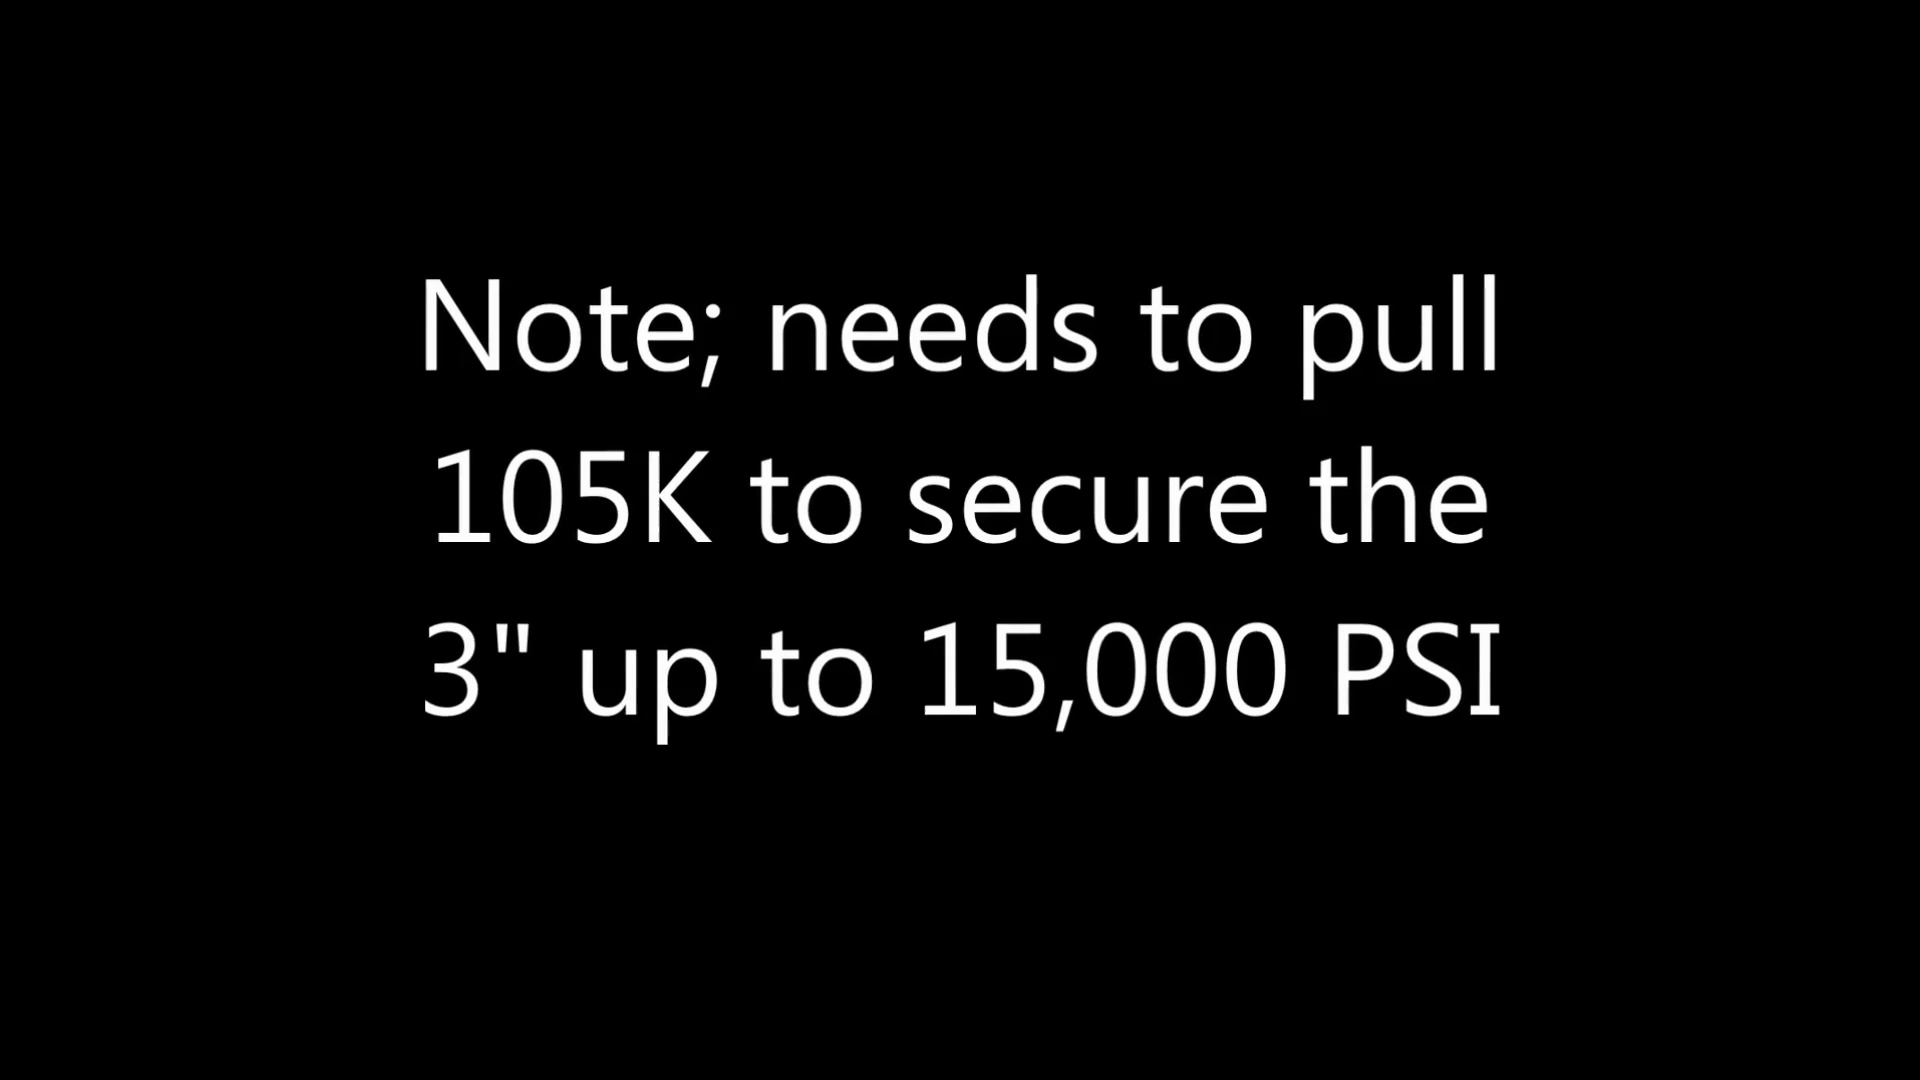 Note; needs to pull
105K to secure the
3" up to 15,000 PSI